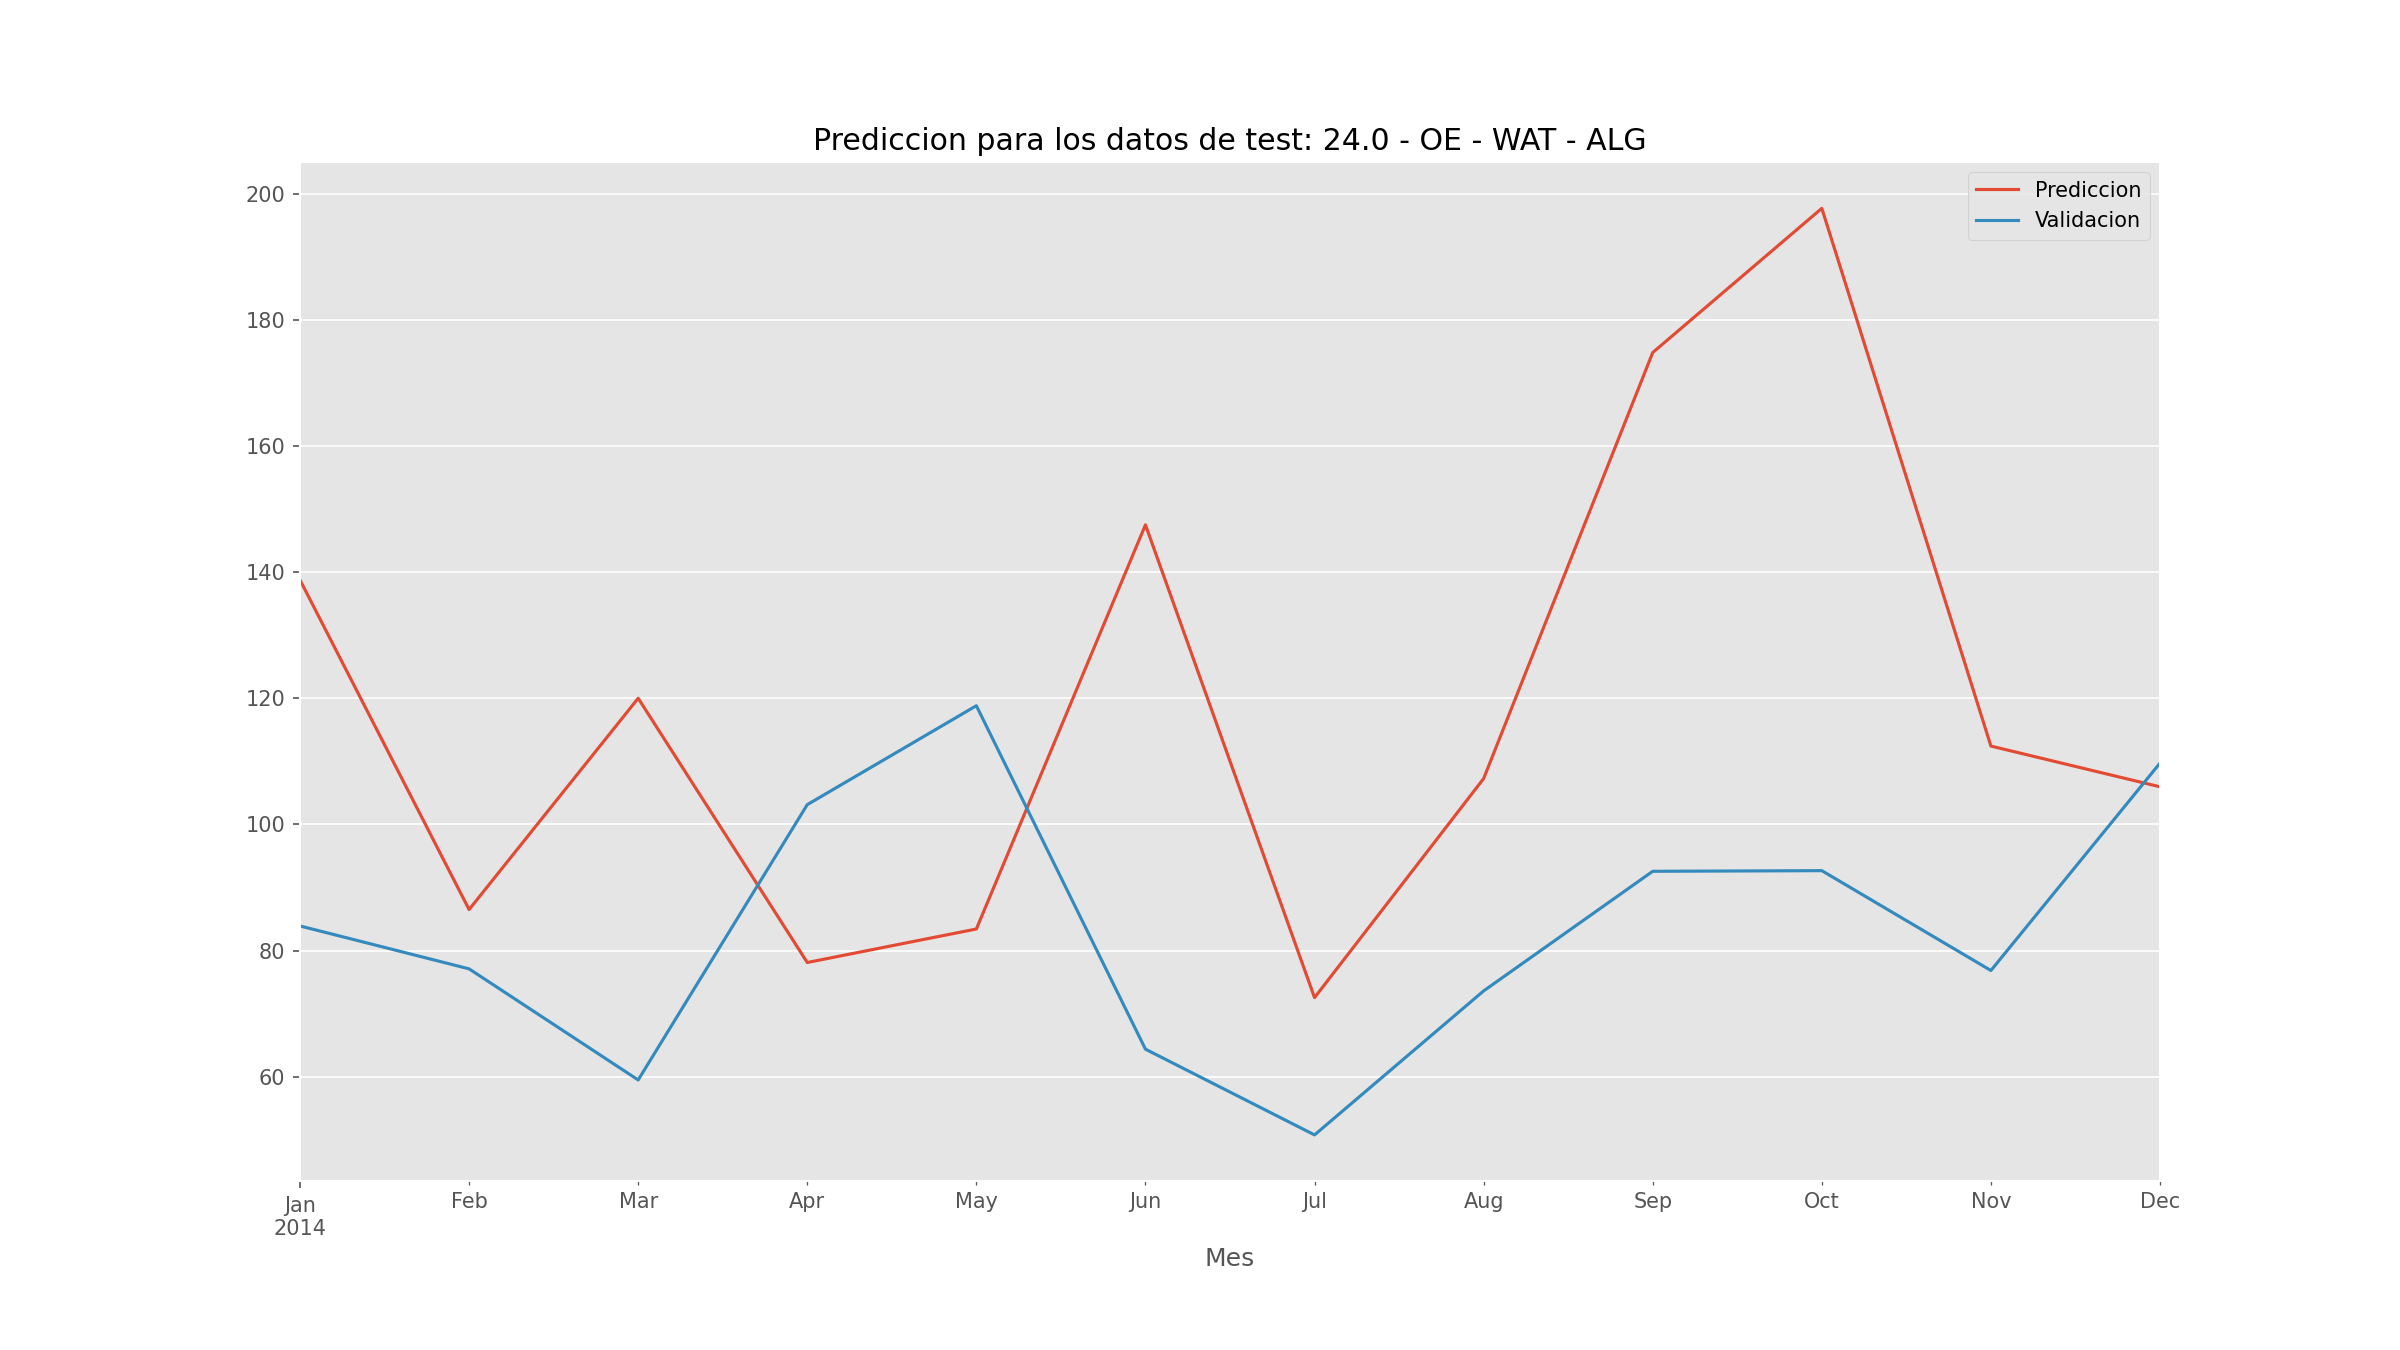 Prediccion para los datos de test: 24.0 - OE - WAT - ALG
Prediccion
Validacion
200
180
160
140
120
100
80
60
Jan Feb Mar Apr May Jun Jul Aug Sep Oct Nov Dec
2014
Mes